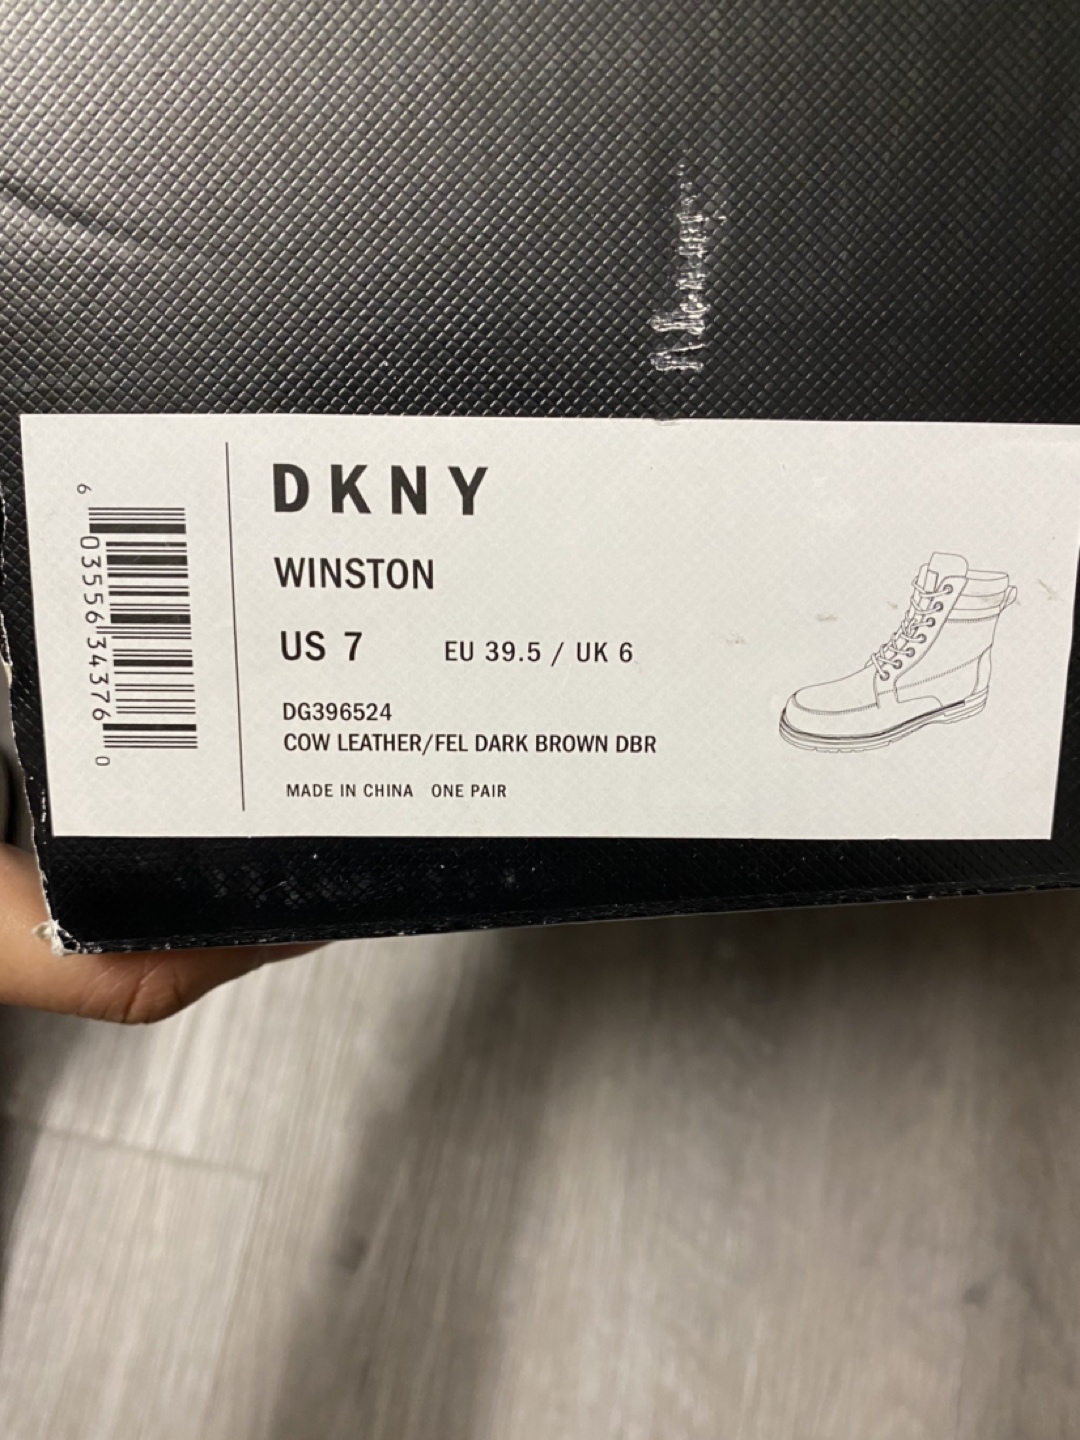 DKNY
WINSTON
US 7 EU 39.5 / UK 6
DG396524
COW LEATHER/FEL DARK BROWN DBR
MADE IN CHINA ONE PAIR
6 03556 34376 0